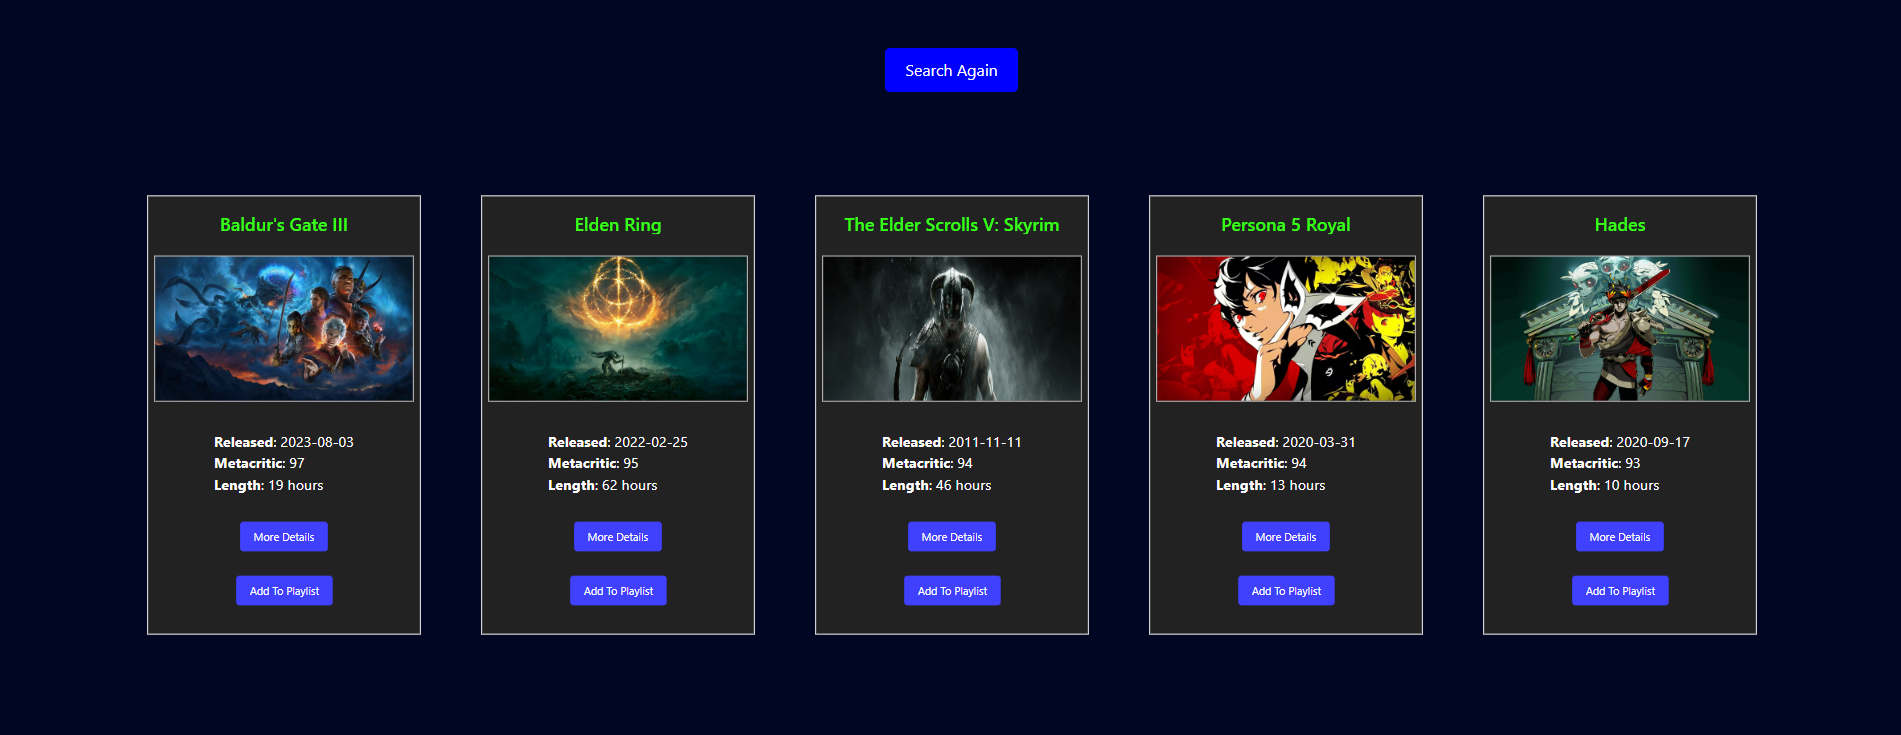 Search Again
Baldur's Gate III
Released: 2023-08-03
Metacritic: 97
Length: 19 hours
More Details
Add To Playlist
Elden Ring
Released: 2022-02-25
Metacritic: 95
Length: 62 hours
More Details
Add To Playlist
The Elder Scrolls V: Skyrim
Released: 2011-11-11
Metacritic: 94
Length: 46 hours
More Details
Add To Playlist
Persona 5 Royal
Released: 2020-03-31
Metacritic: 94
Length: 13 hours
More Details
Add To Playlist
Hades
Released: 2020-09-17
Metacritic: 93
Length: 10 hours
More Details
Add To Playlist